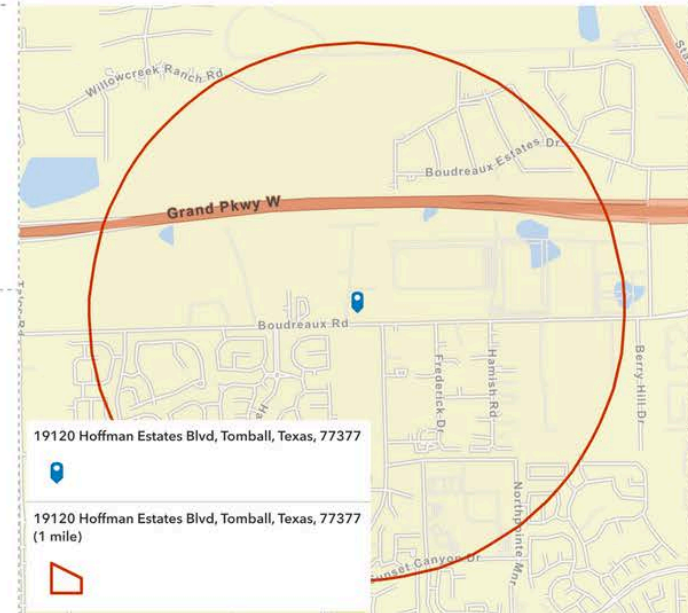 Willowcreek Ranch Rd
Boudreaux Estates Dr
Grand Pkwy W
Boudreaux Rd
Frederick Dr
Hamish Rd
Berry Hill Dr
19120 Hoffman Estates Blvd, Tomball, Texas, 77377
19120 Hoffman Estates Blvd, Tomball, Texas, 77377
(1 mile)
Northpointe Mnr
Canyon Dr